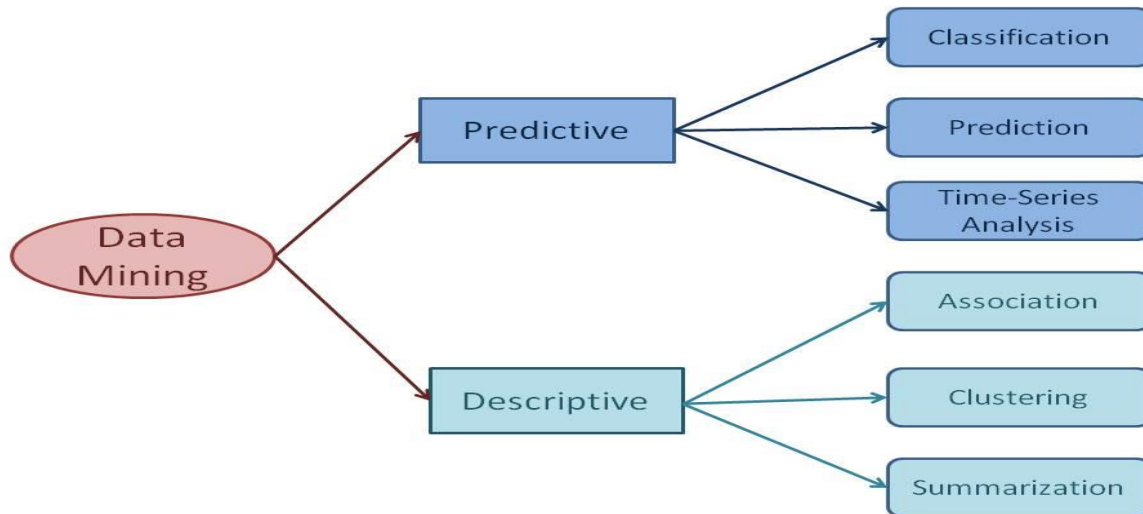 Data
Mining
Predictive
Classification
Prediction
Time-Series
Analysis
Descriptive
Association
Clustering
Summarization